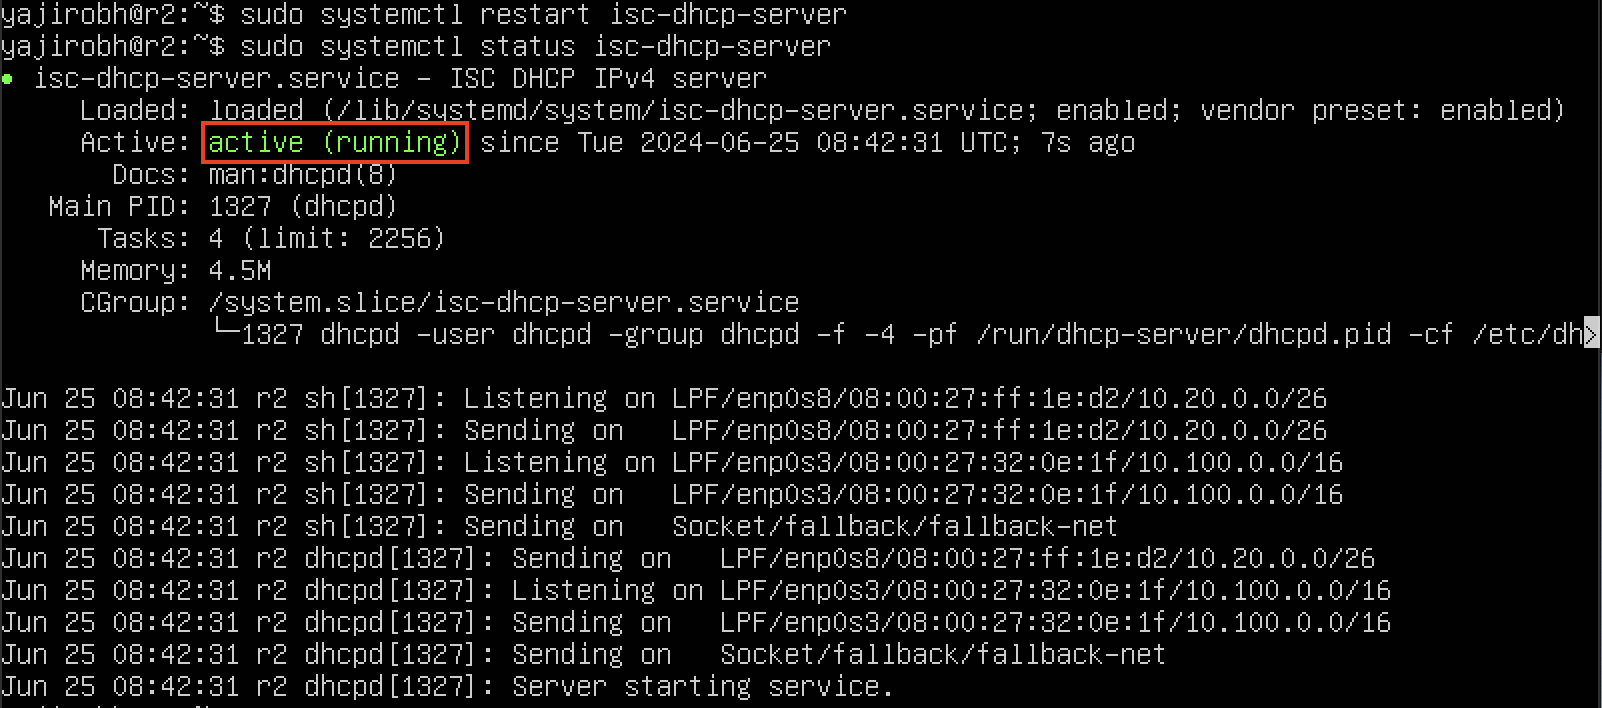 yajirobh@r2:~$ sudo systemctl restart isc-dhcp-server
yajirobh@r2:~$ sudo systemctl status isc-dhcp-server
● isc-dhcp-server.service - ISC DHCP IPv4 server
Loaded: loaded (/lib/systemd/system/isc-dhcp-server.service; enabled; vendor preset: enabled)
Active: active (running) since Tue 2024-06-25 08:42:31 UTC; 7s ago
Docs: man:dhcpd(8)
Main PID: 1327 (dhcpd)
Tasks: 4 (limit: 2256)
Memory: 4.5M
CGroup: /system.slice/isc-dhcp-server.service
└─1327 dhcpd -user dhcpd -group dhcpd -f -4 -pf /run/dhcp-server/dhcpd.pid -cf /etc/dh>
Jun 25 08:42:31 r2 sh[1327]: Listening on LPF/enp0s8/08:00:27:ff:1e:d2/10.20.0.0/26
Jun 25 08:42:31 r2 sh[1327]: Sending on   LPF/enp0s8/08:00:27:ff:1e:d2/10.20.0.0/26
Jun 25 08:42:31 r2 sh[1327]: Listening on LPF/enp0s3/08:00:27:32:0e:1f/10.100.0.0/16
Jun 25 08:42:31 r2 sh[1327]: Sending on   LPF/enp0s3/08:00:27:32:0e:1f/10.100.0.0/16
Jun 25 08:42:31 r2 sh[1327]: Sending on   Socket/fallback/fallback-net
Jun 25 08:42:31 r2 dhcpd[1327]: Sending on   LPF/enp0s8/08:00:27:ff:1e:d2/10.20.0.0/26
Jun 25 08:42:31 r2 dhcpd[1327]: Listening on LPF/enp0s3/08:00:27:32:0e:1f/10.100.0.0/16
Jun 25 08:42:31 r2 dhcpd[1327]: Sending on   LPF/enp0s3/08:00:27:32:0e:1f/10.100.0.0/16
Jun 25 08:42:31 r2 dhcpd[1327]: Sending on   Socket/fallback/fallback-net
Jun 25 08:42:31 r2 dhcpd[1327]: Server starting service.